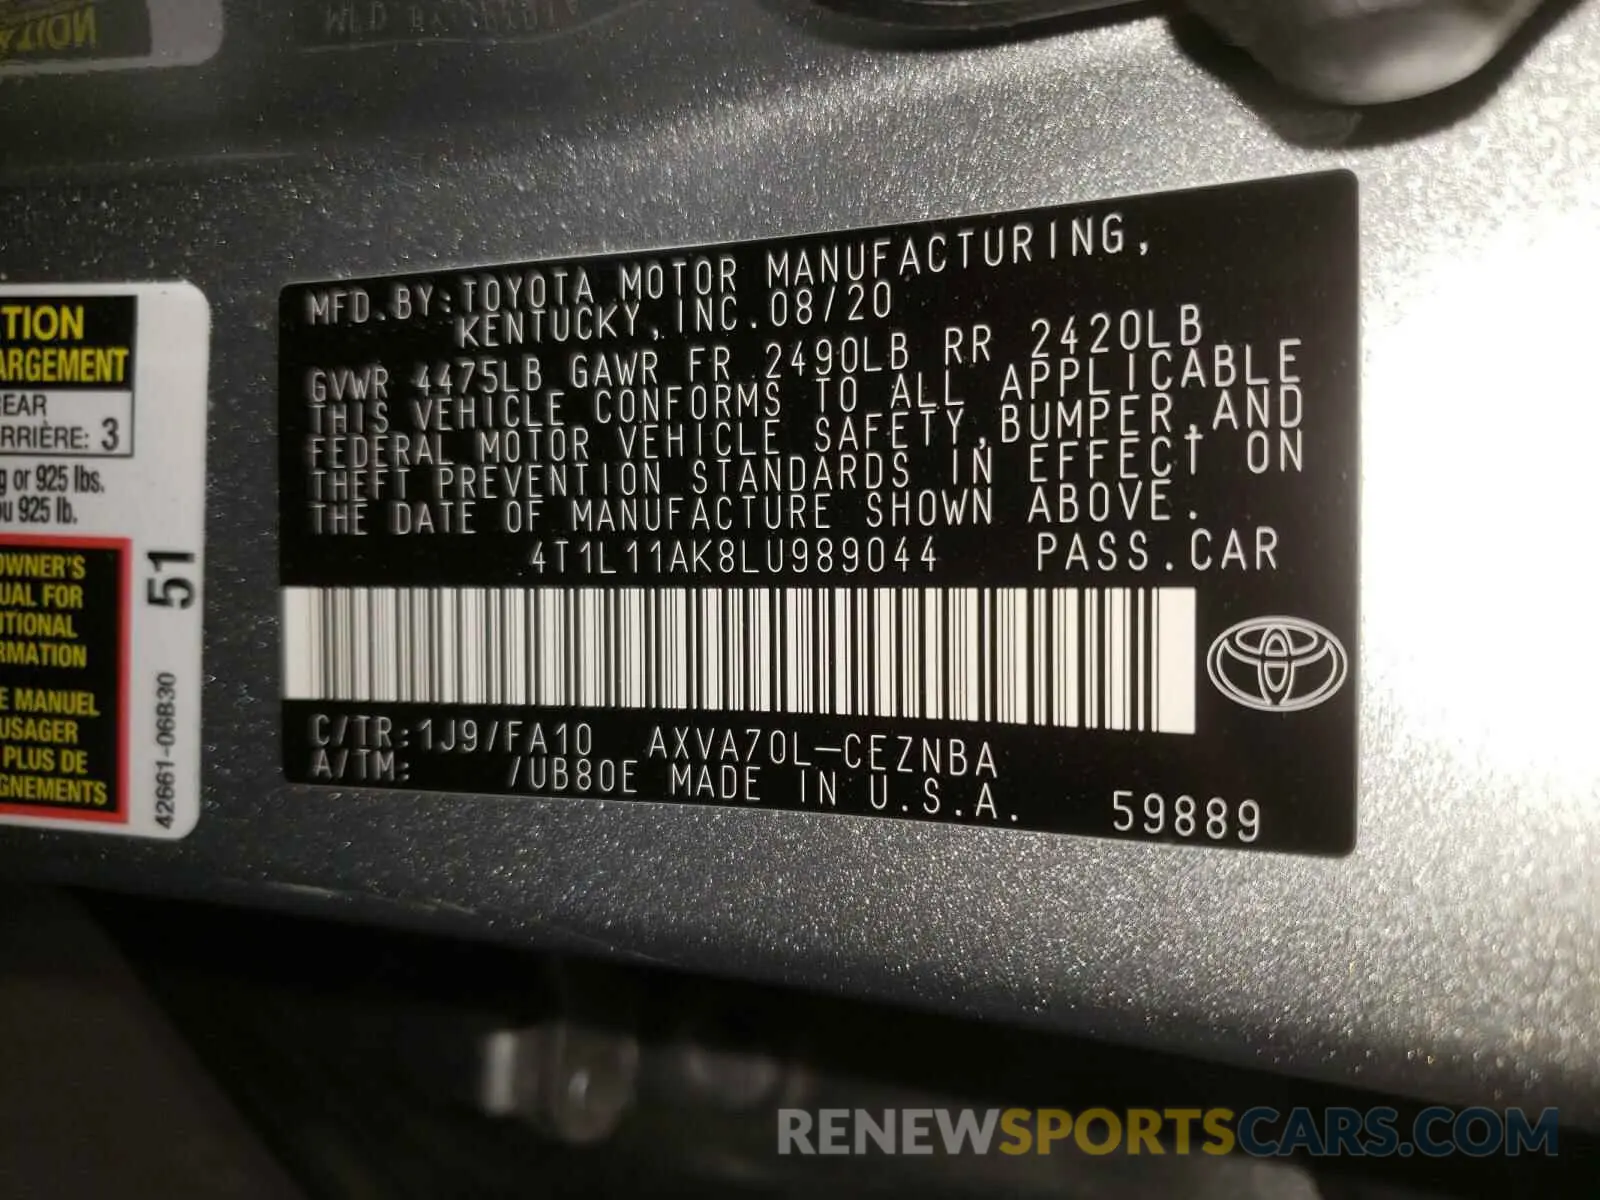 TION
ARGEMENT
EAR
RRIÈRE: 3
g or 925 lbs.
u 925 lb.
OWNER'S
UAL FOR
ITIONAL
RMATION
E MANUEL
USAGER
PLUS DE
GNEMENTS
51
42661-06B30
MFD.BY:TOYOTA MOTOR MANUFACTURING,
KENTUCKY,INC.08/20
GVWR 4475LB GAWR FR 2490LB RR 2420LB
THIS VEHICLE CONFORMS TO ALL APPLICABLE
FEDERAL MOTOR VEHICLE SAFETY,BUMPER,AND
THEFT PREVENTION STANDARDS IN EFFECT ON
THE DATE OF MANUFACTURE SHOWN ABOVE.
4T1L11AK8LU989044 PASS.CAR
C/TR:1J9/FA10 AXVA70L-CEZNBA
A/TM: /UB80E MADE IN U.S.A.
59889
RENEWSPORTSCARS.COM